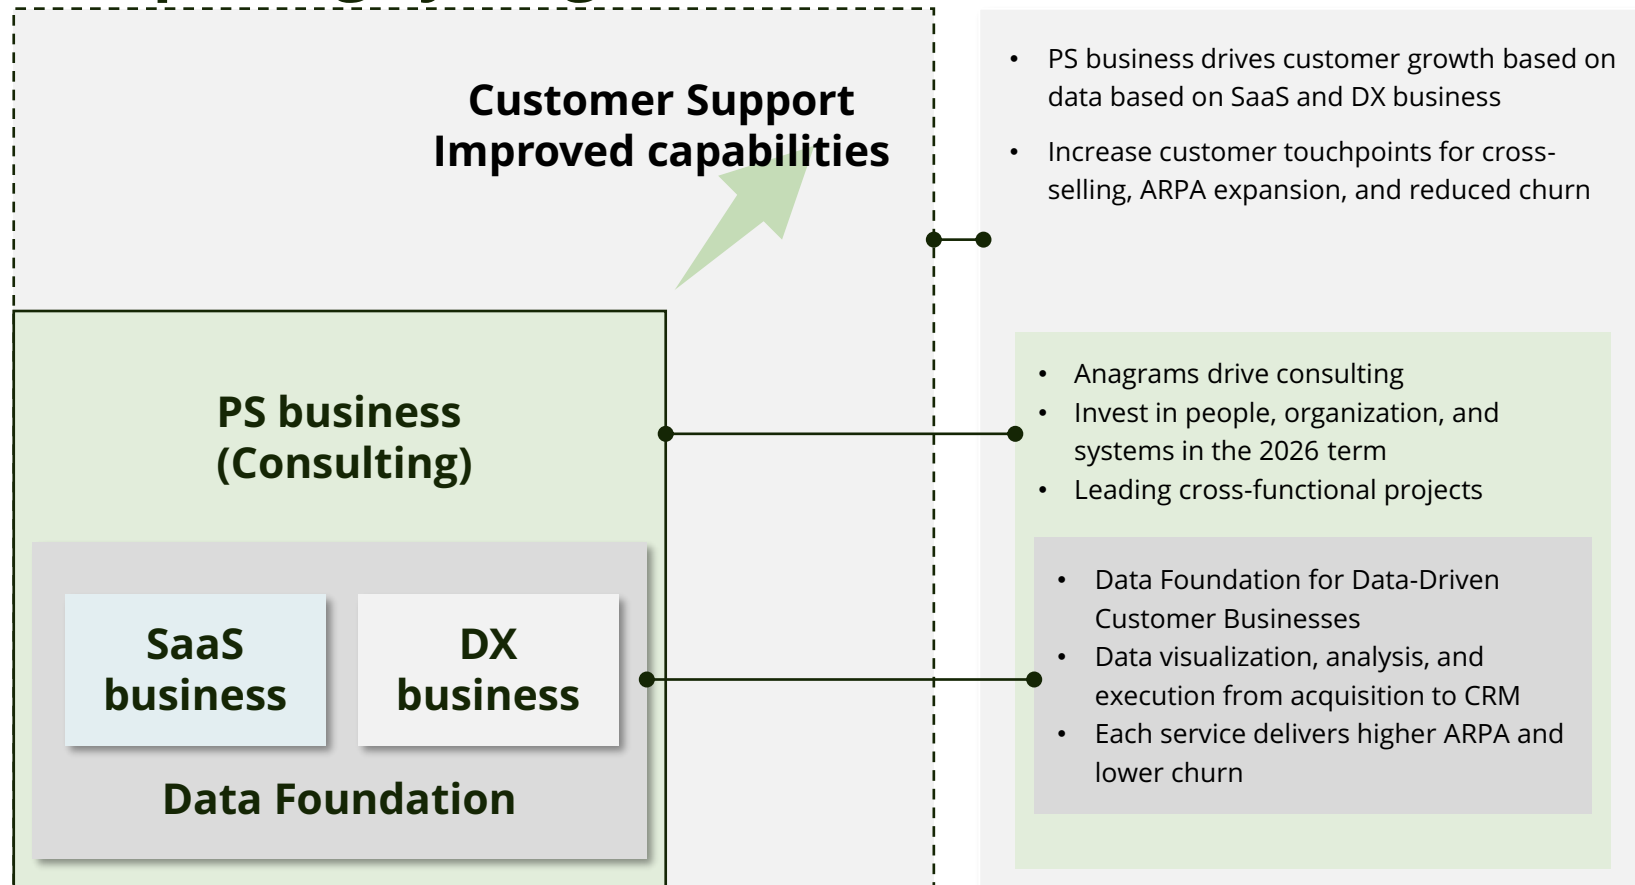 Customer Support
Improved capabilities
PS business
(Consulting)
SaaS
business
DX
business
Data Foundation
• PS business drives customer growth based on
data based on SaaS and DX business
• Increase customer touchpoints for cross-
selling, ARPA expansion, and reduced churn
• Anagrams drive consulting
• Invest in people, organization, and
systems in the 2026 term
• Leading cross-functional projects
• Data Foundation for Data-Driven
Customer Businesses
• Data visualization, analysis, and
execution from acquisition to CRM
• Each service delivers higher ARPA and
lower churn